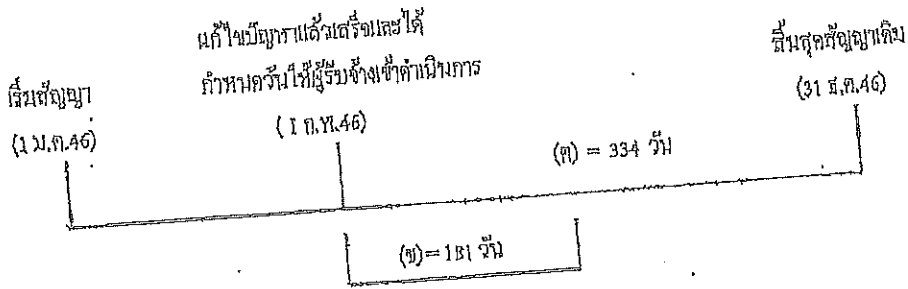 แก้ไขปัญหาแล้วเสร็จและได้
กำหนดวันให้ผู้รับจ้างเข้าดำเนินการ
(1 ก.พ.46)
เริ่มสัญญา
(1 ม.ค.46)
สิ้นสุดสัญญาเดิม
(31 ธ.ค.46)
(ค) = 334 วัน
(ข) = 181 วัน